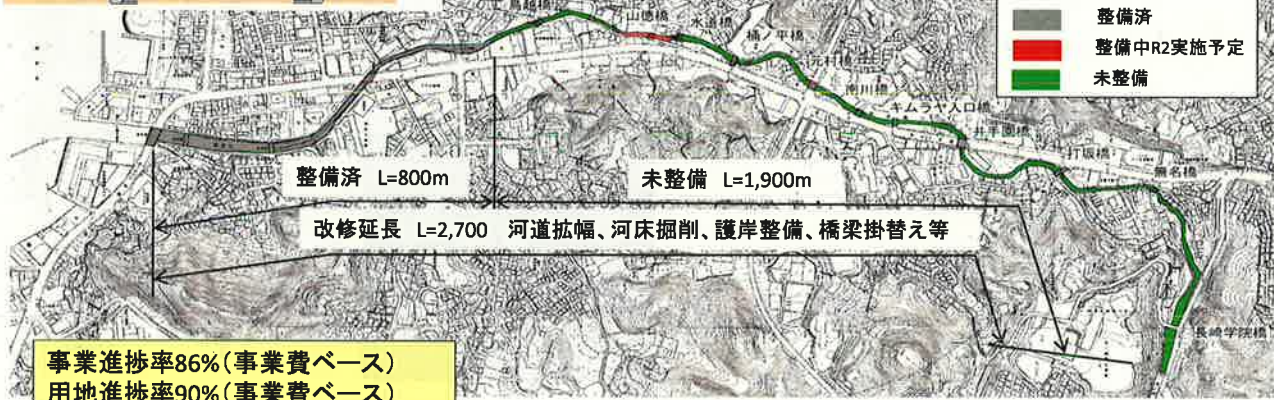 整備済
整備中R2実施予定
未整備
鳥越橋
山徳橋
水道橋
樋ノ平橋
元村橋
南川橋
キムラヤ入口橋
井手園橋
打坂橋
無名橋
長崎学院橋
整備済 L=800m
未整備 L=1,900m
改修延長 L=2,700 河道拡幅、河床掘削、護岸整備、橋梁掛替え等
事業進捗率86%(事業費ベース)
用地進捗率90%(事業費ベース)